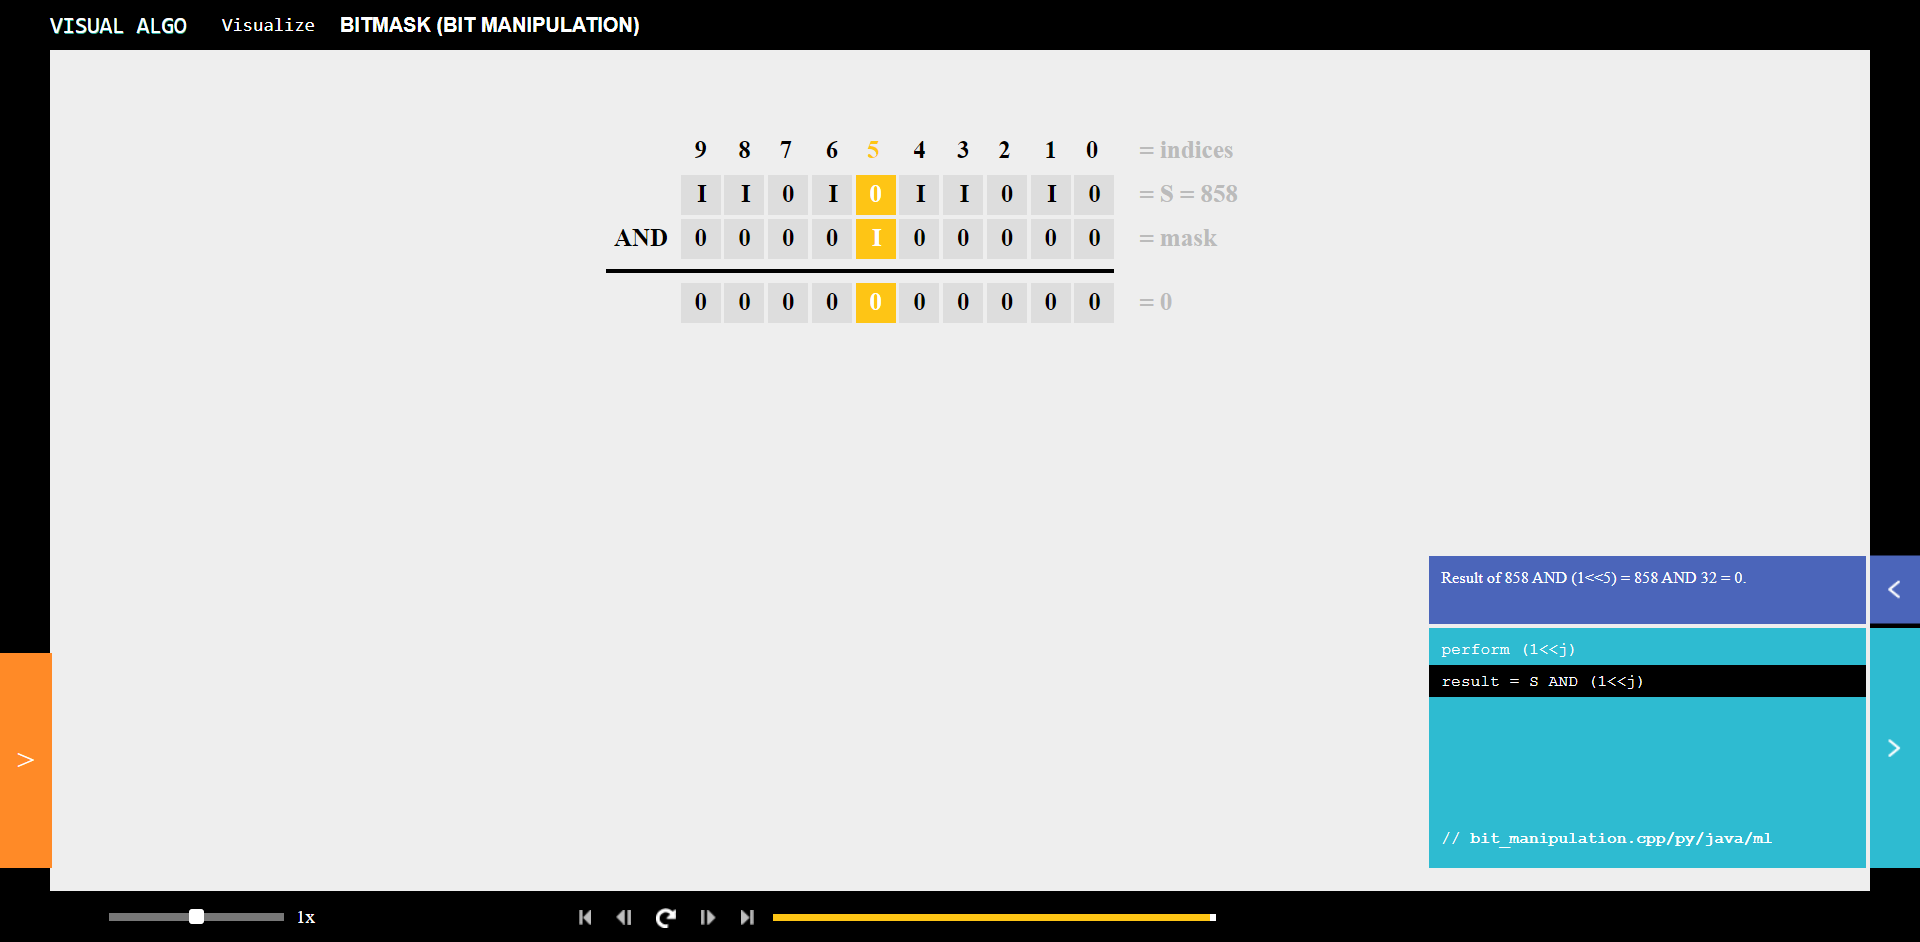 VISUAL ALGO Visualize BITMASK (BIT MANIPULATION)
9 8 7 6 5 4 3 2 1 0 = indices
I I 0 I 0 I I 0 I 0 = S = 858
AND 0 0 0 0 I 0 0 0 0 0 = mask
0 0 0 0 0 0 0 0 0 0 = 0
Result of 858 AND (1<<5) = 858 AND 32 = 0.
<
perform (1<<j)
result = S AND (1<<j)
>
>
// bit_manipulation.cpp/py/java/ml
1x